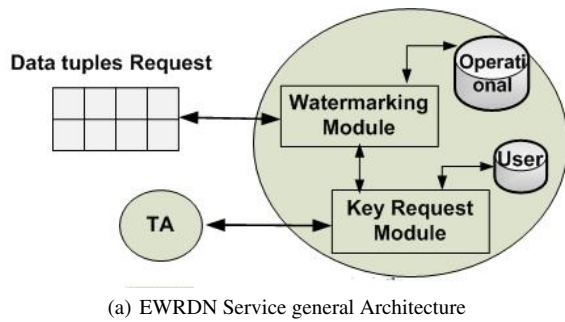 Data tuples Request
Operati
onal
Watermarking
Module
User
TA
Key Request
Module
(a) EWRDN Service general Architecture